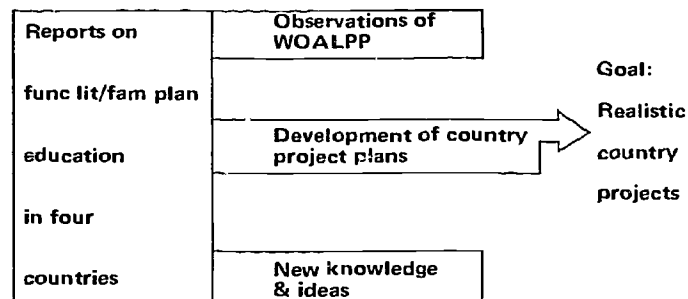 Reports on
func lit/fam plan
education
in four
countries
Observations of
WOALPP
Development of country
project plans
New knowledge
& ideas
Goal:
Realistic
country
projects